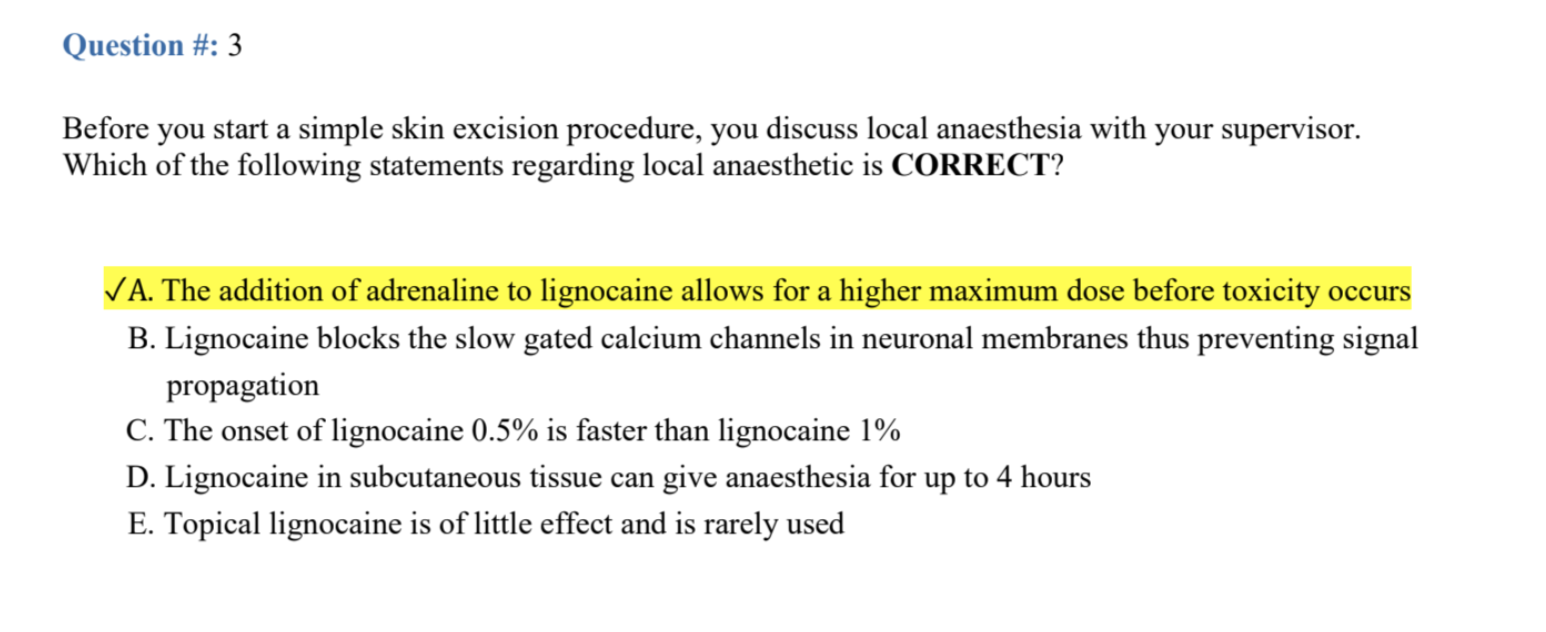 Question #: 3
Before you start a simple skin excision procedure, you discuss local anaesthesia with your supervisor.
Which of the following statements regarding local anaesthetic is CORRECT?
✓A. The addition of adrenaline to lignocaine allows for a higher maximum dose before toxicity occurs
B. Lignocaine blocks the slow gated calcium channels in neuronal membranes thus preventing signal
propagation
C. The onset of lignocaine 0.5% is faster than lignocaine 1%
D. Lignocaine in subcutaneous tissue can give anaesthesia for up to 4 hours
E. Topical lignocaine is of little effect and is rarely used